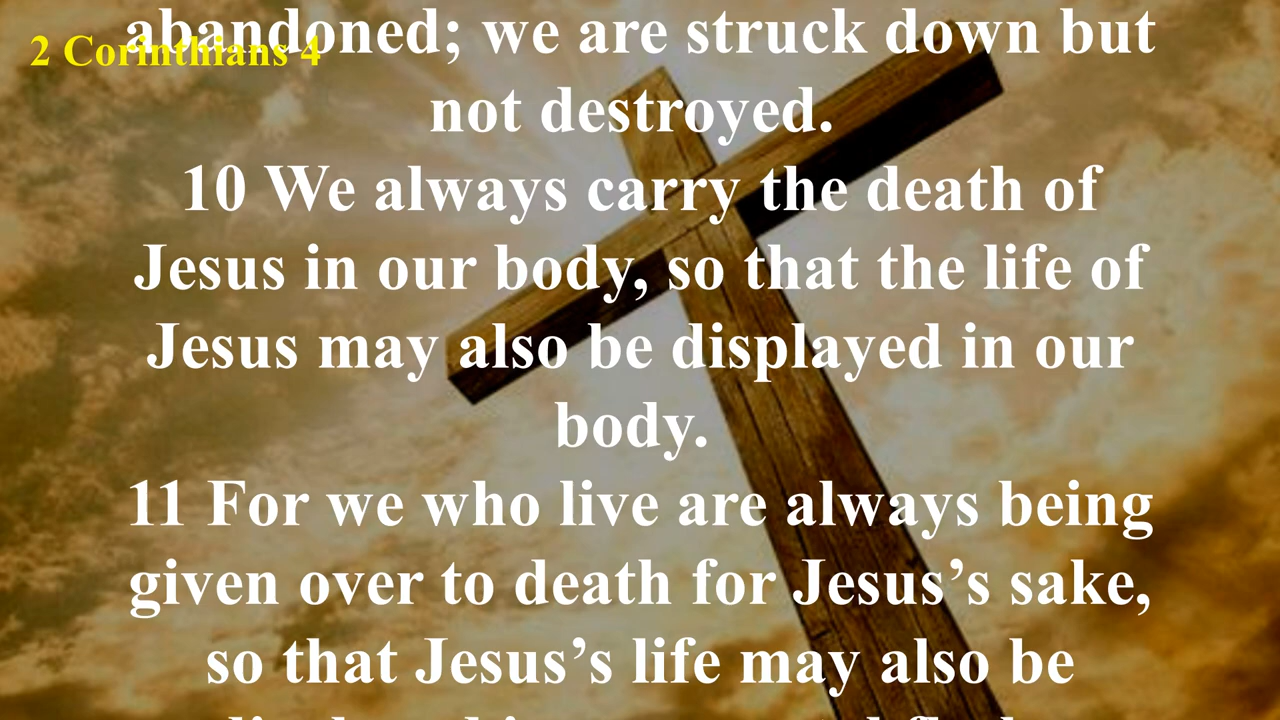 2 Corinthians 4
abandoned; we are struck down but
not destroyed.
10 We always carry the death of
Jesus in our body, so that the life of
Jesus may also be displayed in our
body.
11 For we who live are always being
given over to death for Jesus’s sake,
so that Jesus’s life may also be